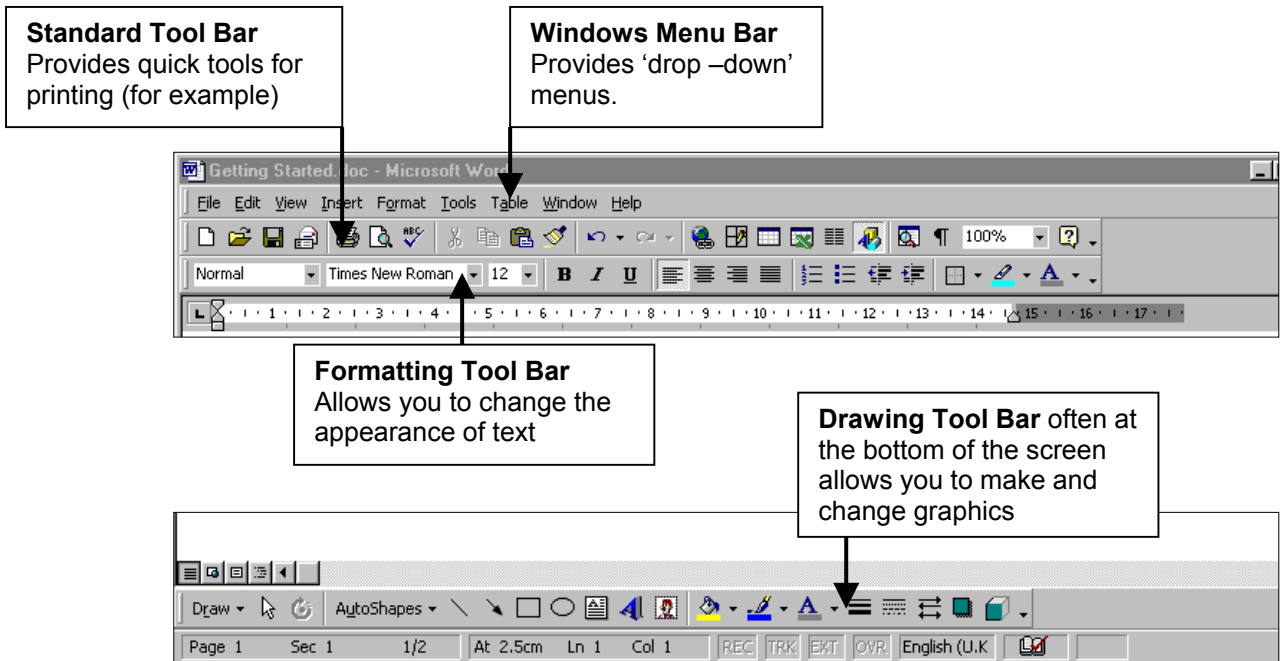 Standard Tool Bar
Provides quick tools for
printing (for example)
Windows Menu Bar
Provides ‘drop –down’
menus.
Getting Started.doc - Microsoft Word
File Edit View Insert Format Tools Table Window Help
ABC
100%
Normal Times New Roman 12 B I U A
1 2 3 4 5 6 7 8 9 10 11 12 13 14 15 16 17
Formatting Tool Bar
Allows you to change the
appearance of text
Drawing Tool Bar often at
the bottom of the screen
allows you to make and
change graphics
Draw AutoShapes A A
Page 1 Sec 1 1/2 At 2.5cm Ln 1 Col 1 REC TRK EXT OVR English (U.K